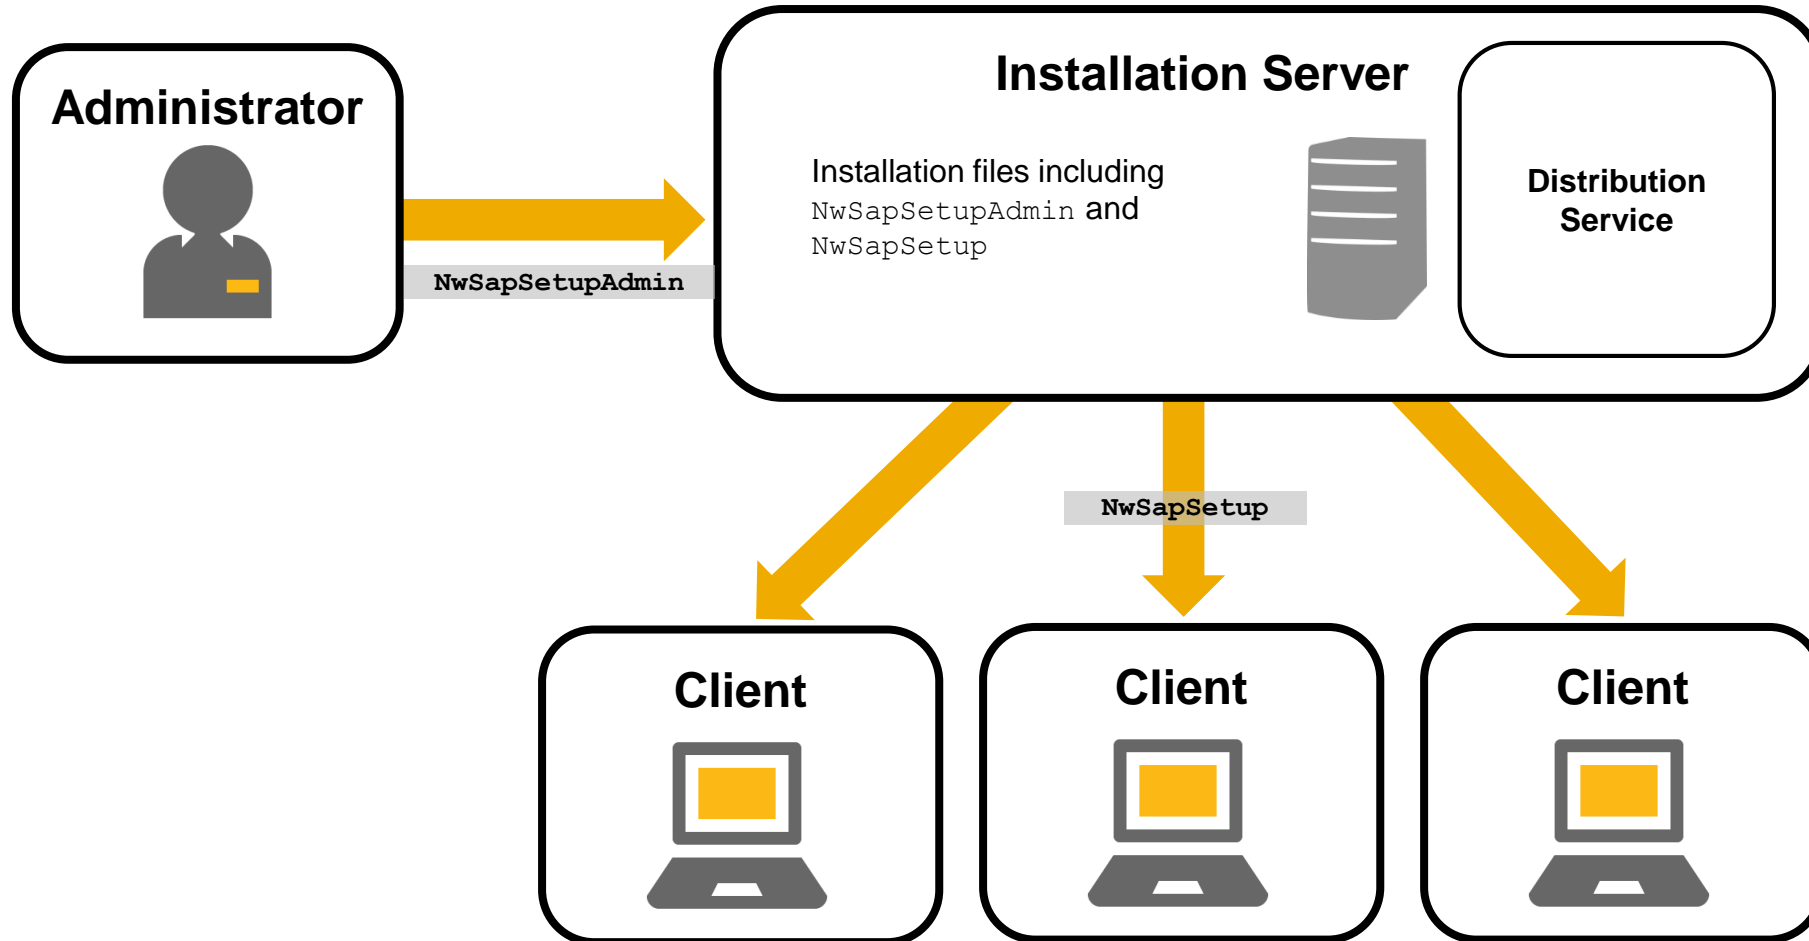 Administrator
NwSapSetupAdmin
Installation Server
Installation files including
NwSapSetupAdmin and
NwSapSetup
Distribution
Service
NwSapSetup
Client
Client
Client